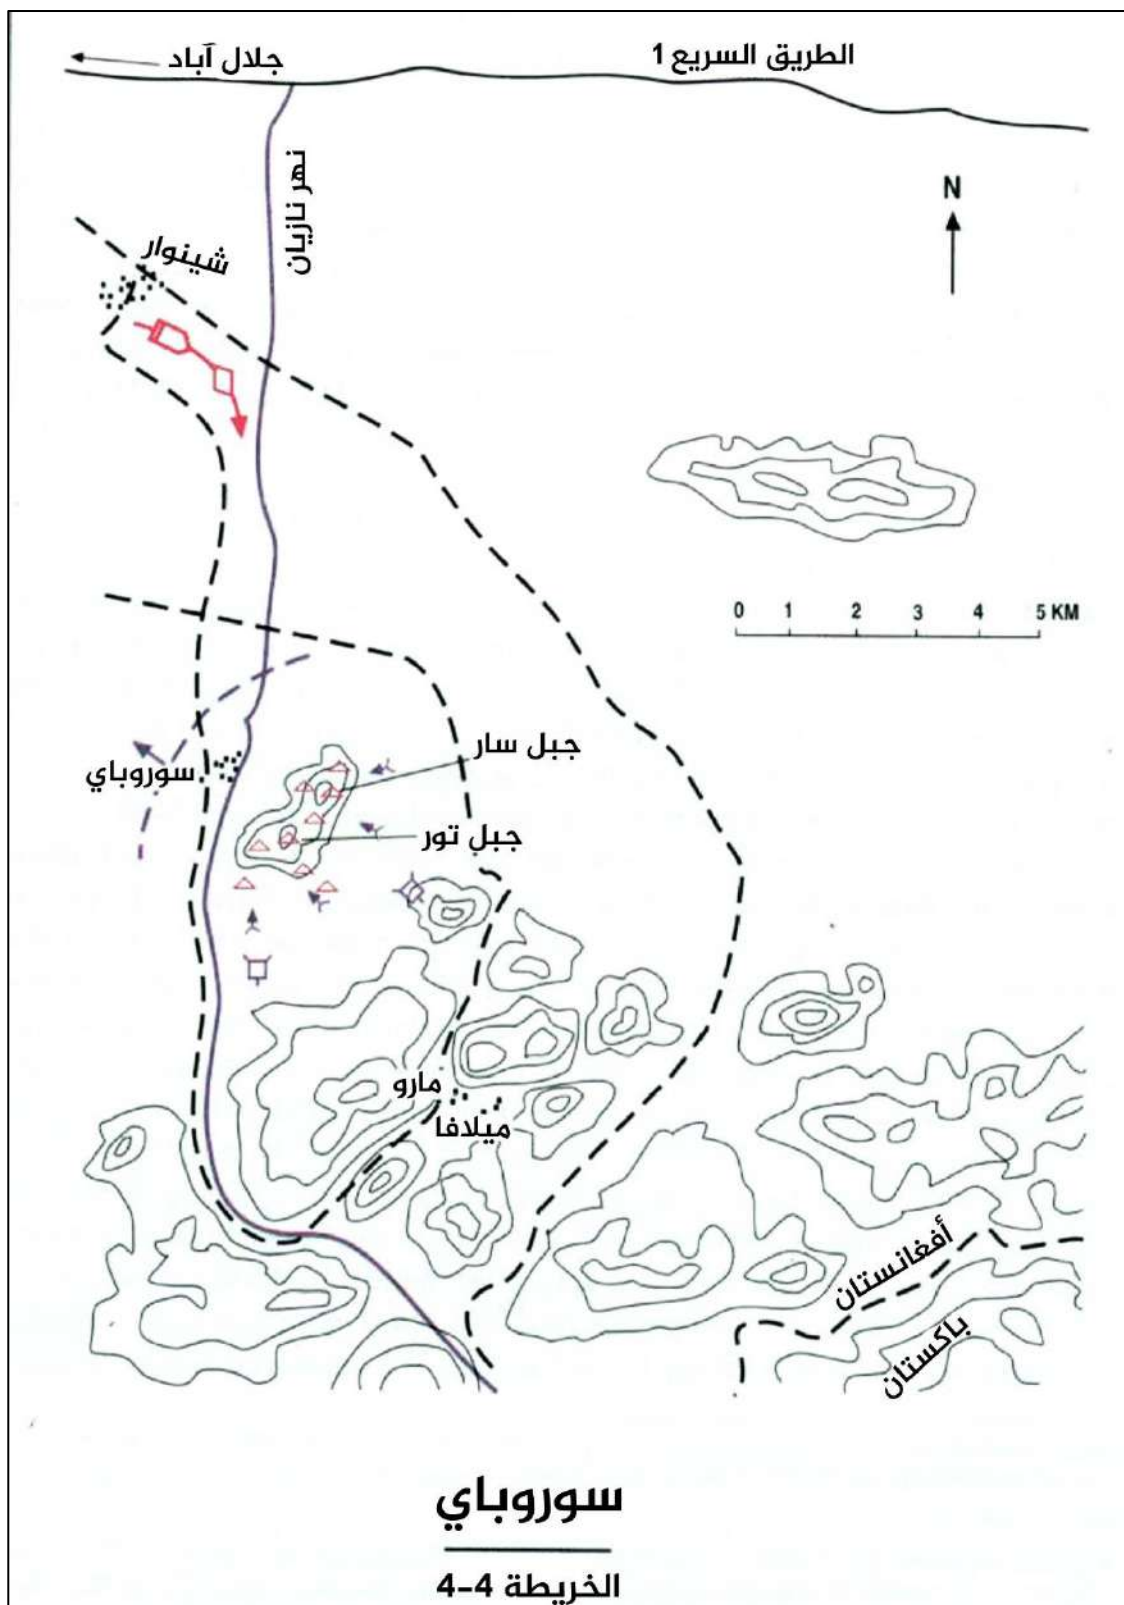 جلال آباد
الطريق السريع 1
نهر نازيان
N
شينوار
0 1 2 3 4 5 KM
جبل سار
سوروباي
جبل تور
مارو
ميلافا
أفغانستان
باكستان
سوروباي
الخريطة 4-4